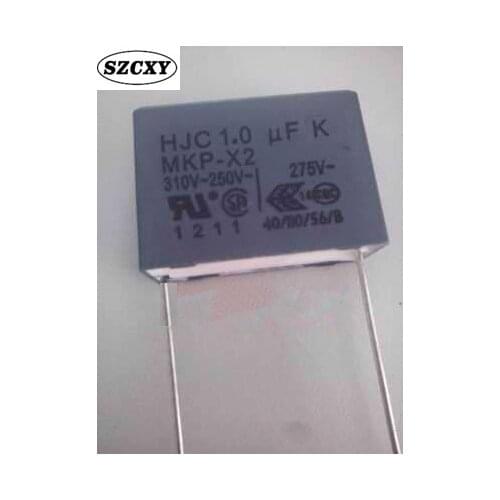 SZCXY
HJC 1.0 µF K
MKP-X2
310V~250V~ 275V~
40/110/56/B
1211